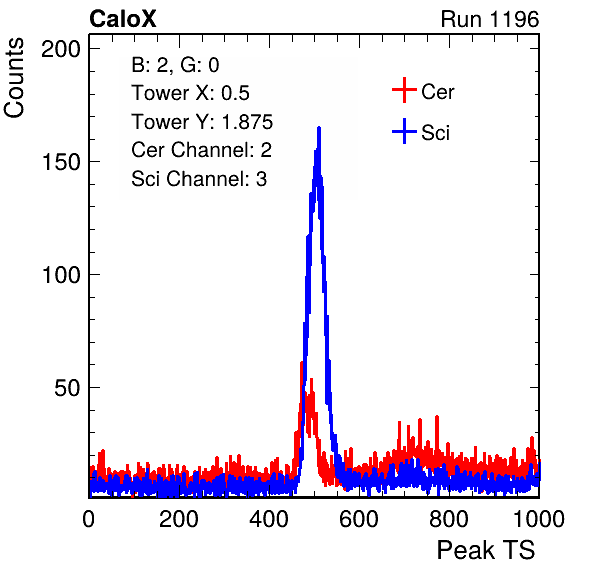 CaloX Run 1196
Counts
200
150
100
50
B: 2, G: 0
Tower X: 0.5
Tower Y: 1.875
Cer Channel: 2
Sci Channel: 3
Cer
Sci
0 200 400 600 800 1000
Peak TS